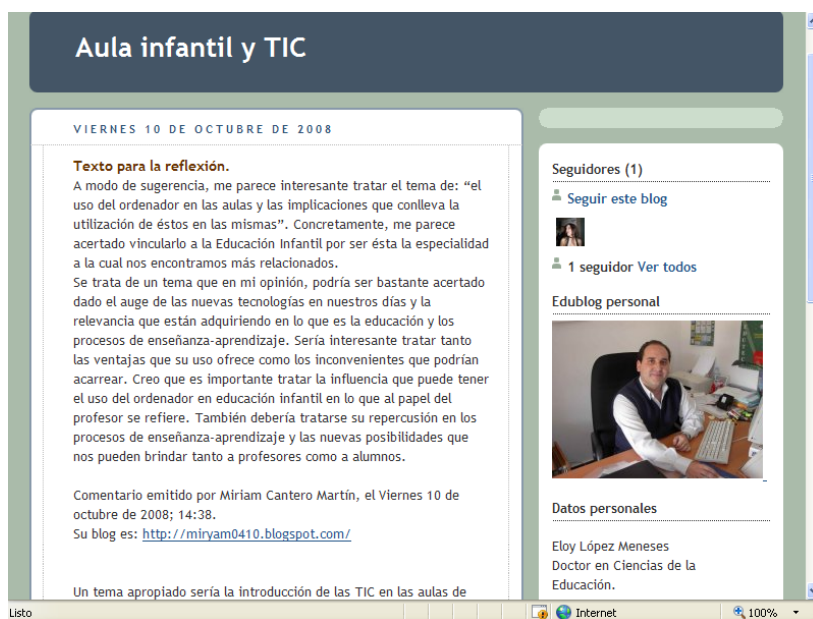 Aula infantil y TIC
VIERNES 10 DE OCTUBRE DE 2008
Texto para la reflexión.
A modo de sugerencia, me parece interesante tratar el tema de: “el
uso del ordenador en las aulas y las implicaciones que conlleva la
utilización de éstos en las mismas”. Concretamente, me parece
acertado vincularlo a la Educación Infantil por ser ésta la especialidad
a la cual nos encontramos más relacionados.
Se trata de un tema que en mi opinión, podría ser bastante acertado
dado el auge de las nuevas tecnologías en nuestros días y la
relevancia que están adquiriendo en lo que es la educación y los
procesos de enseñanza-aprendizaje. Sería interesante tratar tanto
las ventajas que su uso ofrece como los inconvenientes que podrían
acarrear. Creo que es importante tratar la influencia que puede tener
el uso del ordenador en educación infantil en lo que al papel del
profesor se refiere. También debería tratarse su repercusión en los
procesos de enseñanza-aprendizaje y las nuevas posibilidades que
nos pueden brindar tanto a profesores como a alumnos.
Comentario emitido por Miriam Cantero Martín, el Viernes 10 de
octubre de 2008; 14:38.
Su blog es: http://miryam0410.blogspot.com/
Un tema apropiado sería la introducción de las TIC en las aulas de
Seguidores (1)
Seguir este blog
1 seguidor Ver todos
Edublog personal
Datos personales
Eloy López Meneses
Doctor en Ciencias de la
Educación.
Listo
Internet
100%